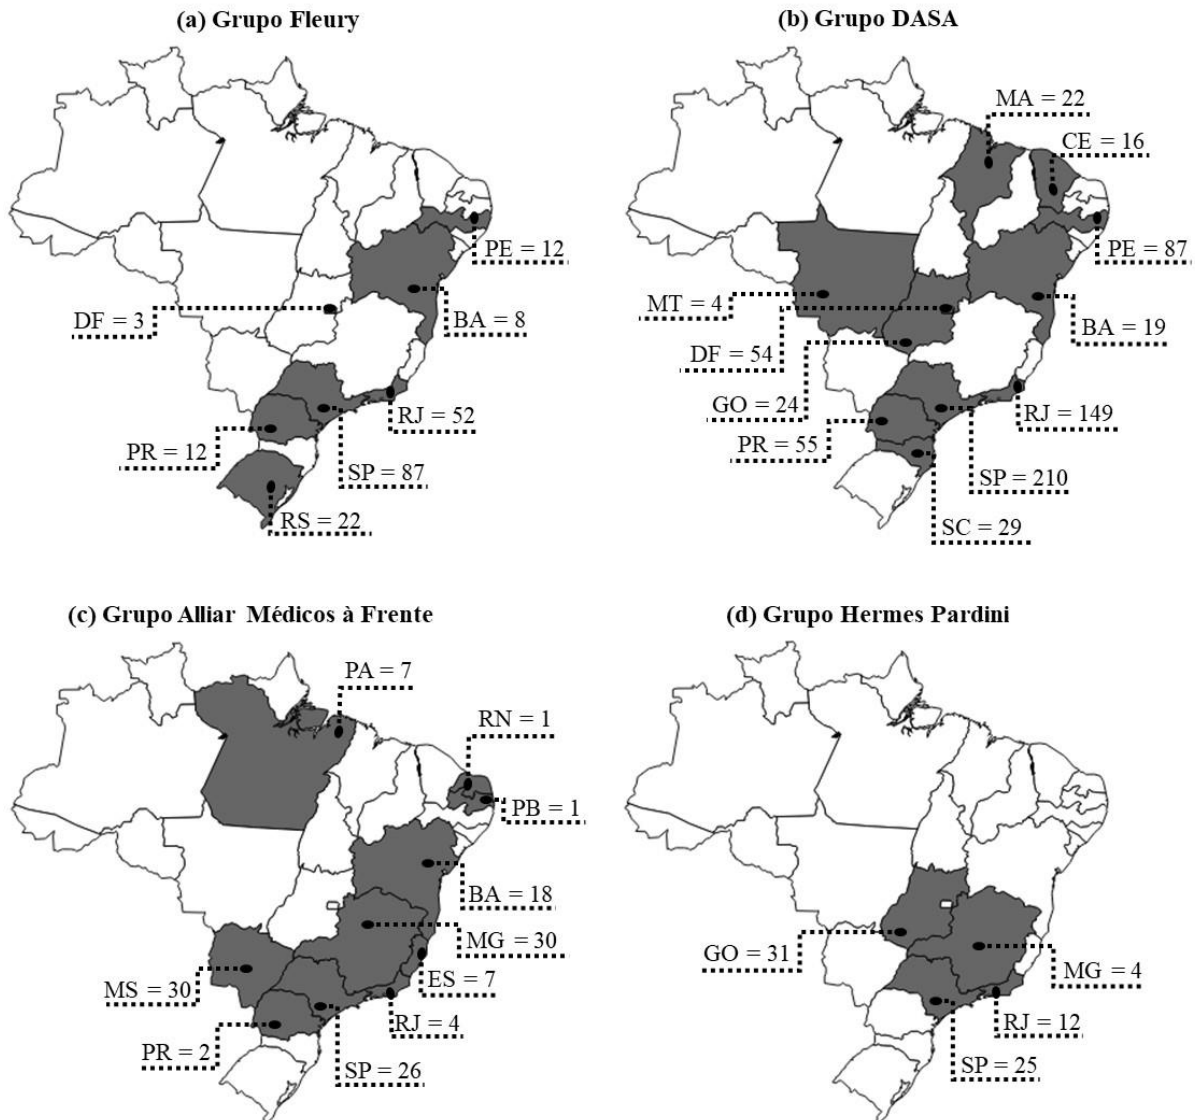 (a) Grupo Fleury
PE = 12
DF = 3
BA = 8
RJ = 52
PR = 12
SP = 87
RS = 22
(b) Grupo DASA
MA = 22
CE = 16
PE = 87
MT = 4
BA = 19
DF = 54
GO = 24
RJ = 149
PR = 55
SP = 210
SC = 29
(c) Grupo Alliar Médicos à Frente
PA = 7
RN = 1
PB = 1
BA = 18
MG = 30
ES = 7
MS = 30
RJ = 4
PR = 2
SP = 26
(d) Grupo Hermes Pardini
GO = 31
MG = 4
RJ = 12
SP = 25